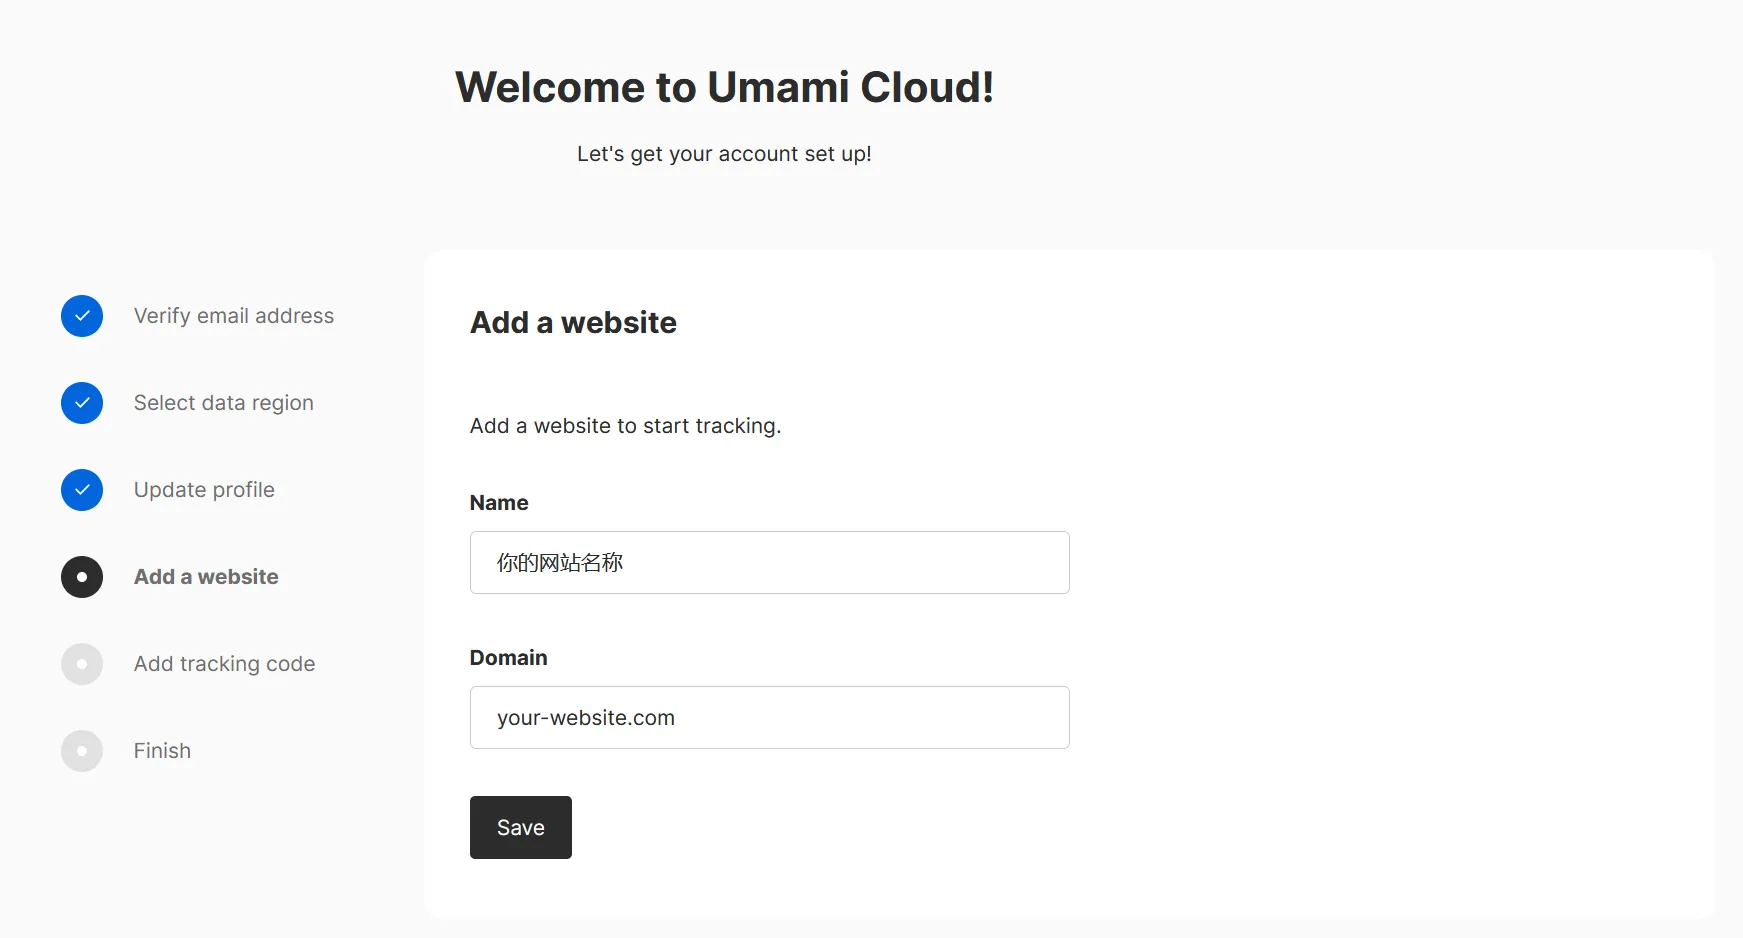 Welcome to Umami Cloud!
Let's get your account set up!
Verify email address
Select data region
Update profile
Add a website
Add tracking code
Finish
Add a website
Add a website to start tracking.
Name
你的网站名称
Domain
your-website.com
Save